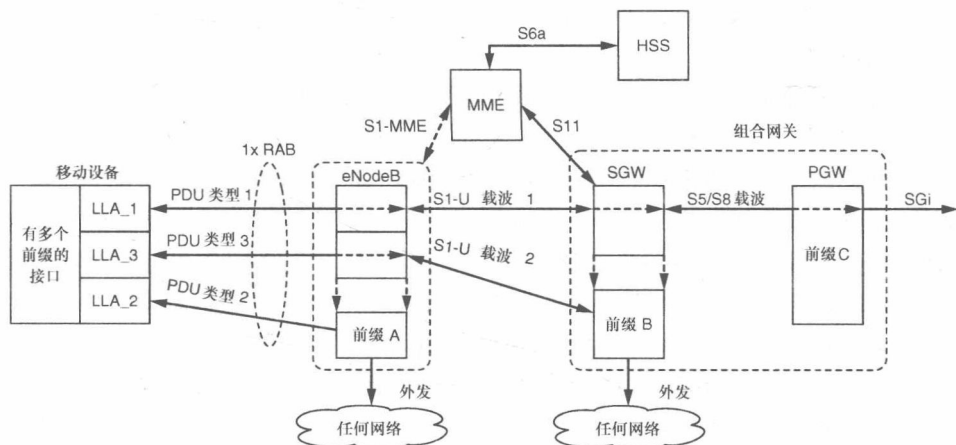 S6a
HSS
MME
S1-MME
S11
组合网关
1x RAB
移动设备
eNodeB
SGW
PGW
有多个
前缀的
接口
LLA_1
LLA_3
LLA_2
PDU 类型 1
PDU 类型 3
PDU 类型 2
S1-U 载波 1
S1-U 载波 2
S5/S8 载波
SGi
前缀 A
前缀 B
前缀C
外发
外发
任何网络
任何网络